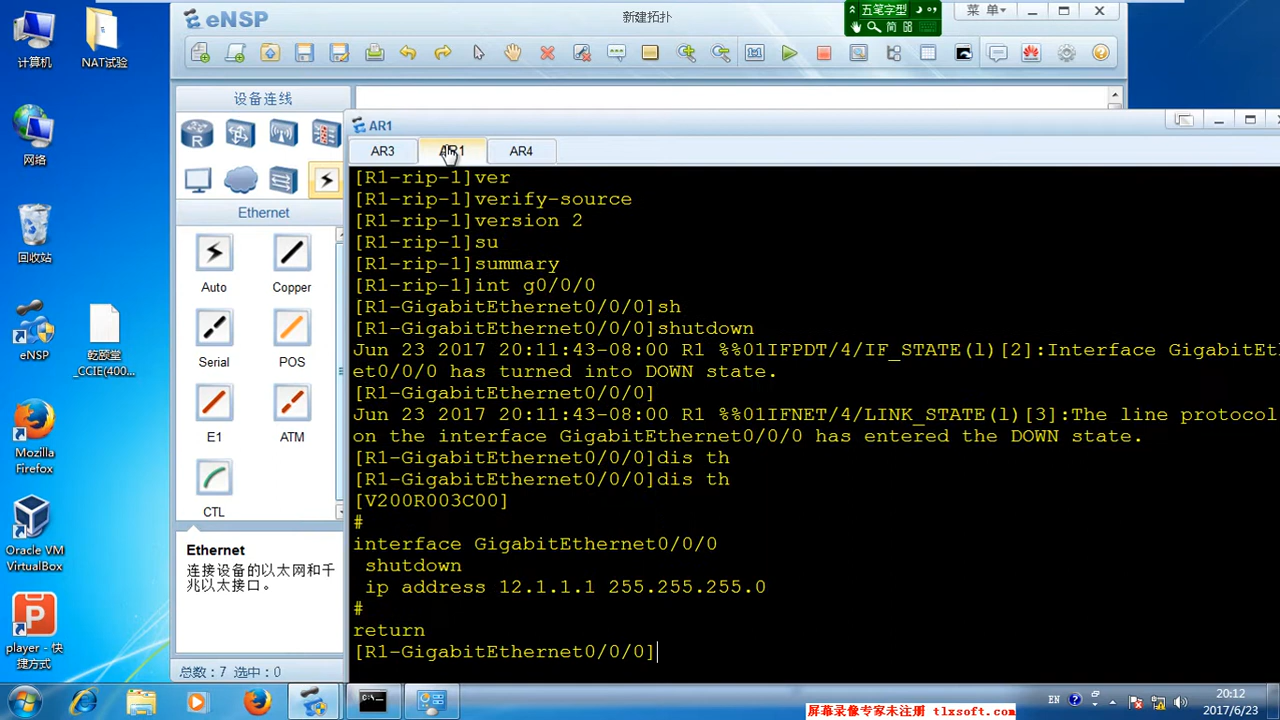 计算机
NAT试验
网络
回收站
eNSP
乾颐堂
_CCIE(400...
Mozilla
Firefox
Oracle VM
VirtualBox
player - 快
捷方式
eNSP
新建拓扑
五笔字型
简
菜 单
设备连线
Ethernet
Auto
Copper
Serial
POS
E1
ATM
CTL
Ethernet
连接设备的以太网和千
兆以太接口。
总数: 7 选中: 0
AR1
AR3
AR1
AR4
[R1-rip-1]ver
[R1-rip-1]verify-source
[R1-rip-1]version 2
[R1-rip-1]su
[R1-rip-1]summary
[R1-rip-1]int g0/0/0
[R1-GigabitEthernet0/0/0]sh
[R1-GigabitEthernet0/0/0]shutdown
Jun 23 2017 20:11:43-08:00 R1 %%01IFPDT/4/IF_STATE(l)[2]:Interface GigabitEt
et0/0/0 has turned into DOWN state.
[R1-GigabitEthernet0/0/0]
Jun 23 2017 20:11:43-08:00 R1 %%01IFNET/4/LINK_STATE(l)[3]:The line protocol
on the interface GigabitEthernet0/0/0 has entered the DOWN state.
[R1-GigabitEthernet0/0/0]dis th
[R1-GigabitEthernet0/0/0]dis th
[V200R003C00]
#
interface GigabitEthernet0/0/0
shutdown
ip address 12.1.1.1 255.255.255.0
#
return
[R1-GigabitEthernet0/0/0]
EN
20:12
2017/6/23
屏幕录像专家未注册 tlxsoft.com